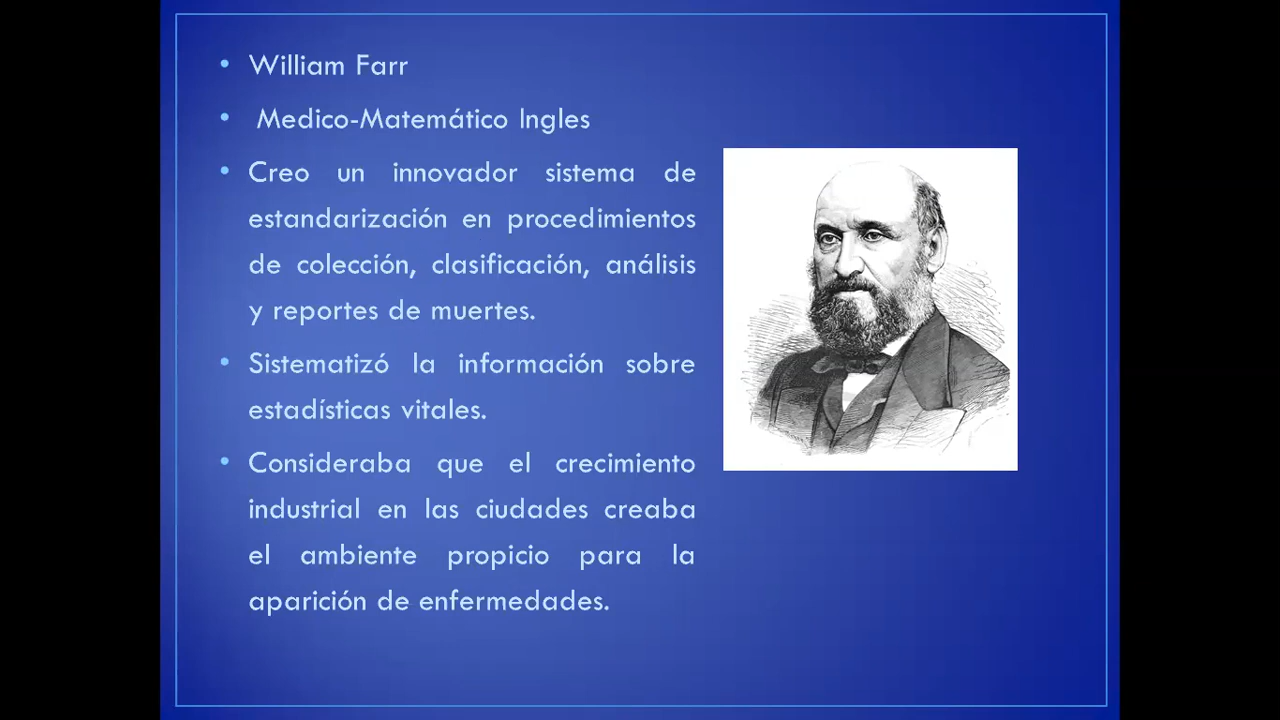 • William Farr
• Medico-Matemático Ingles
• Creo un innovador sistema de
estandarización en procedimientos
de colección, clasificación, análisis
y reportes de muertes.
• Sistematizó la información sobre
estadísticas vitales.
• Consideraba que el crecimiento
industrial en las ciudades creaba
el ambiente propicio para la
aparición de enfermedades.